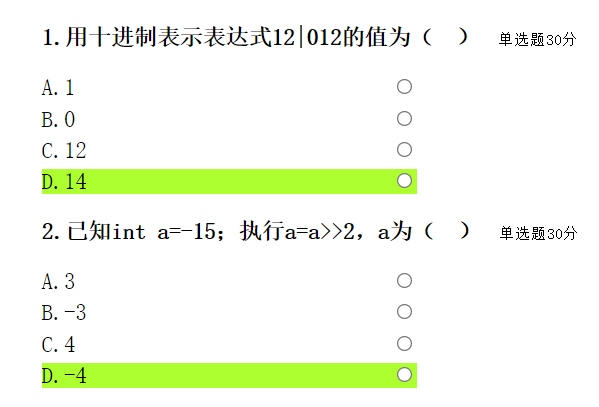 1.用十进制表示表达式12|012的值为（ ） 单选题30分
A.1
B.0
C.12
D.14
2.已知int a=-15；执行a=a>>2，a为（ ） 单选题30分
A.3
B.-3
C.4
D.-4